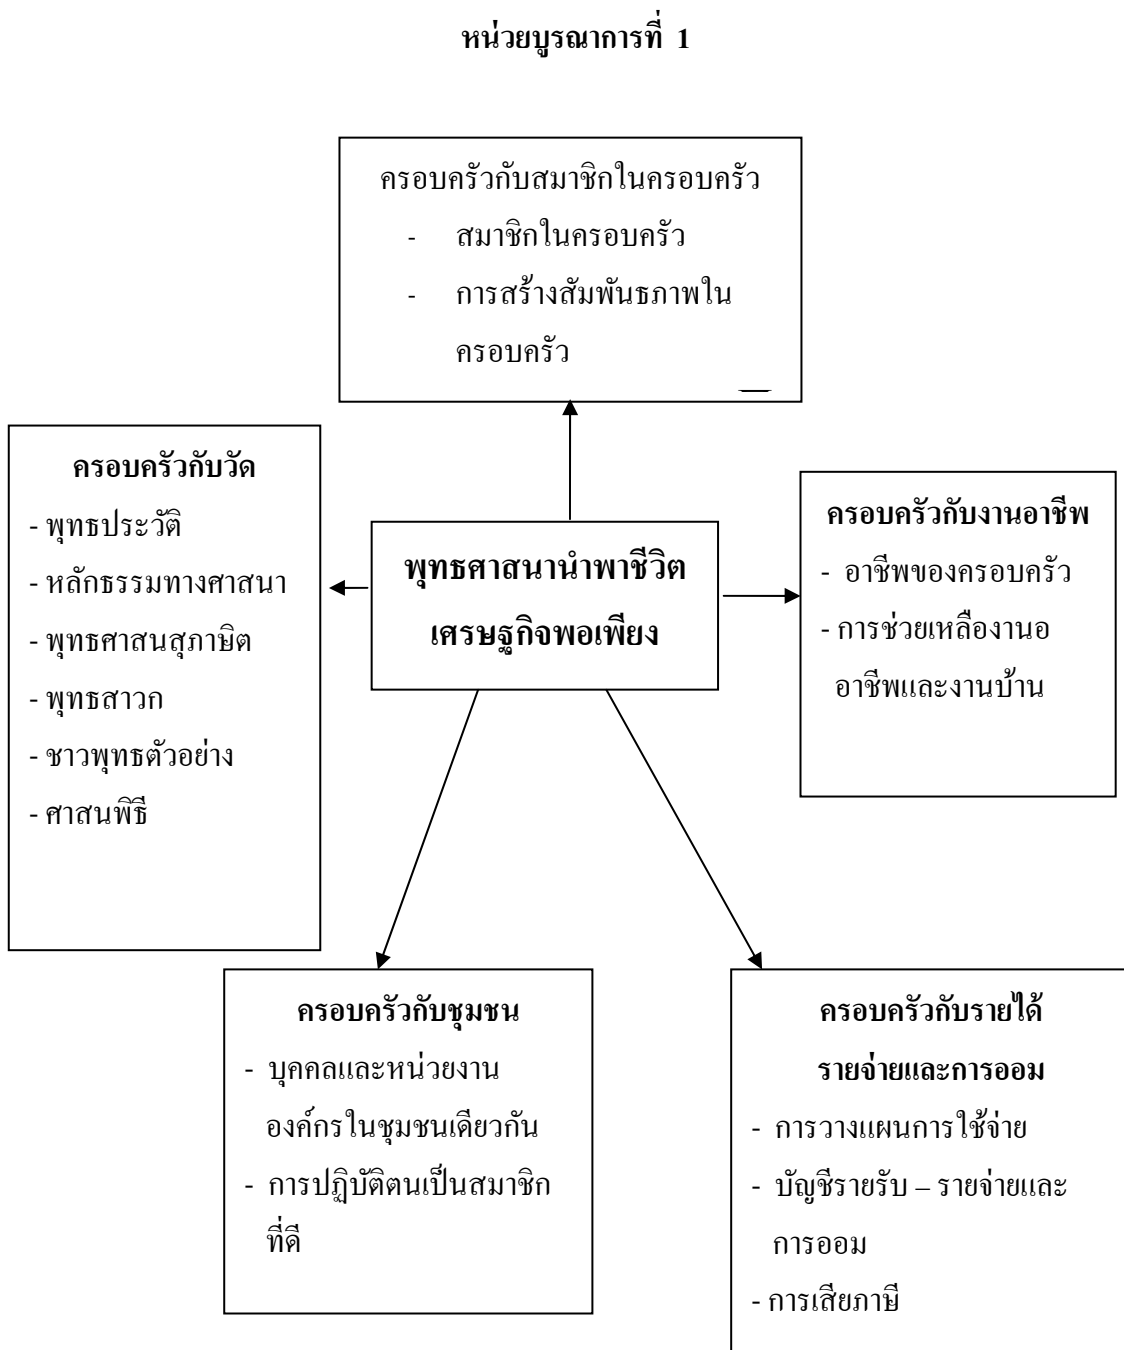 หน่วยบูรณาการที่ 1
ครอบครัวกับสมาชิกในครอบครัว
- สมาชิกในครอบครัว
- การสร้างสัมพันธภาพใน
ครอบครัว
ครอบครัวกับวัด
- พุทธประวัติ
- หลักธรรมทางศาสนา
- พุทธศาสนสุภาษิต
- พุทธสาวก
- ชาวพุทธตัวอย่าง
- ศาสนพิธี
พุทธศาสนานำพาชีวิต
เศรษฐกิจพอเพียง
ครอบครัวกับงานอาชีพ
- อาชีพของครอบครัว
- การช่วยเหลืองานอ
อาชีพและงานบ้าน
ครอบครัวกับชุมชน
- บุคคลและหน่วยงาน
องค์กรในชุมชนเดียวกัน
- การปฏิบัติตนเป็นสมาชิก
ที่ดี
ครอบครัวกับรายได้
รายจ่ายและการออม
- การวางแผนการใช้จ่าย
- บัญชีรายรับ – รายจ่ายและ
การออม
- การเสียภาษี